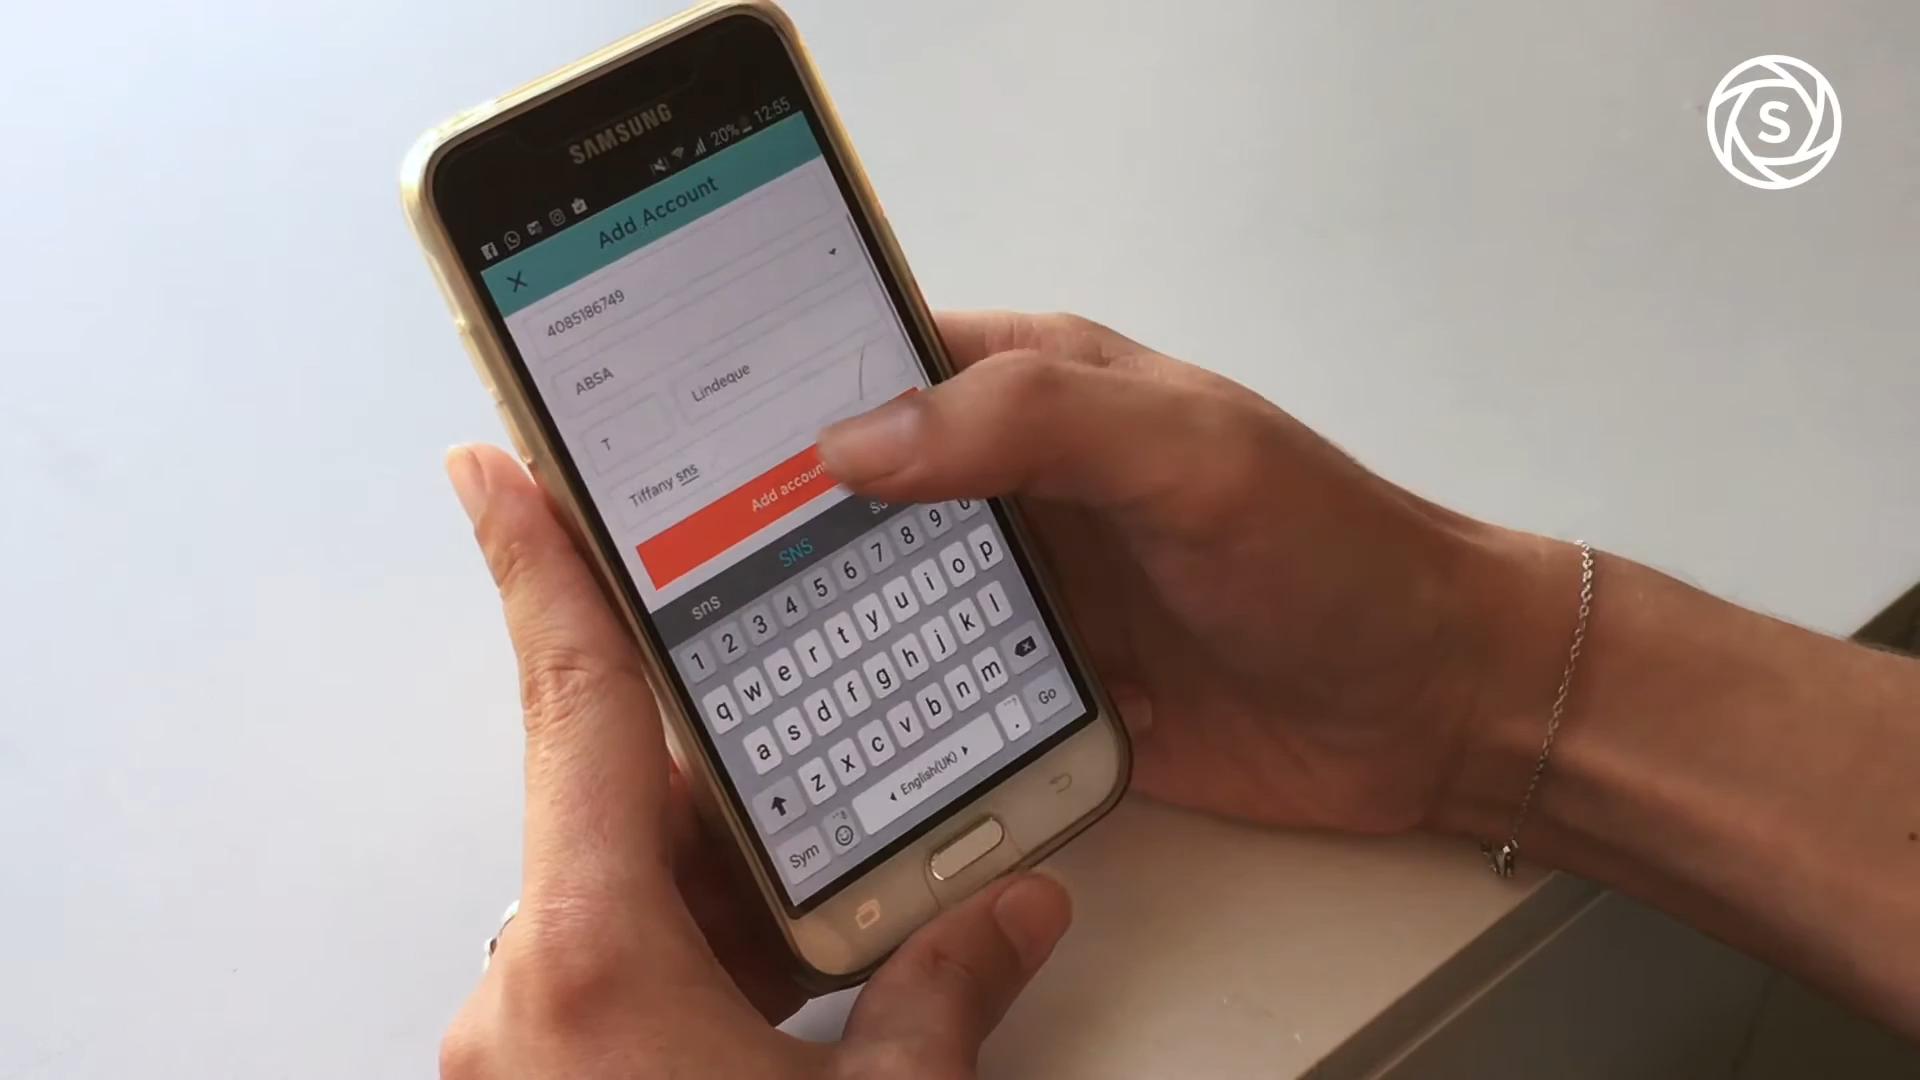 S
SAMSUNG
20% 12:55
Add Account
4085186749
ABSA
T Lindeque
Tiffany sns
Add account
sns SNS
1 2 3 4 5 6 7 8 9 0
q w e r t y u i o p
a s d f g h j k l
z x c v b n m
Sym English(UK) . Go